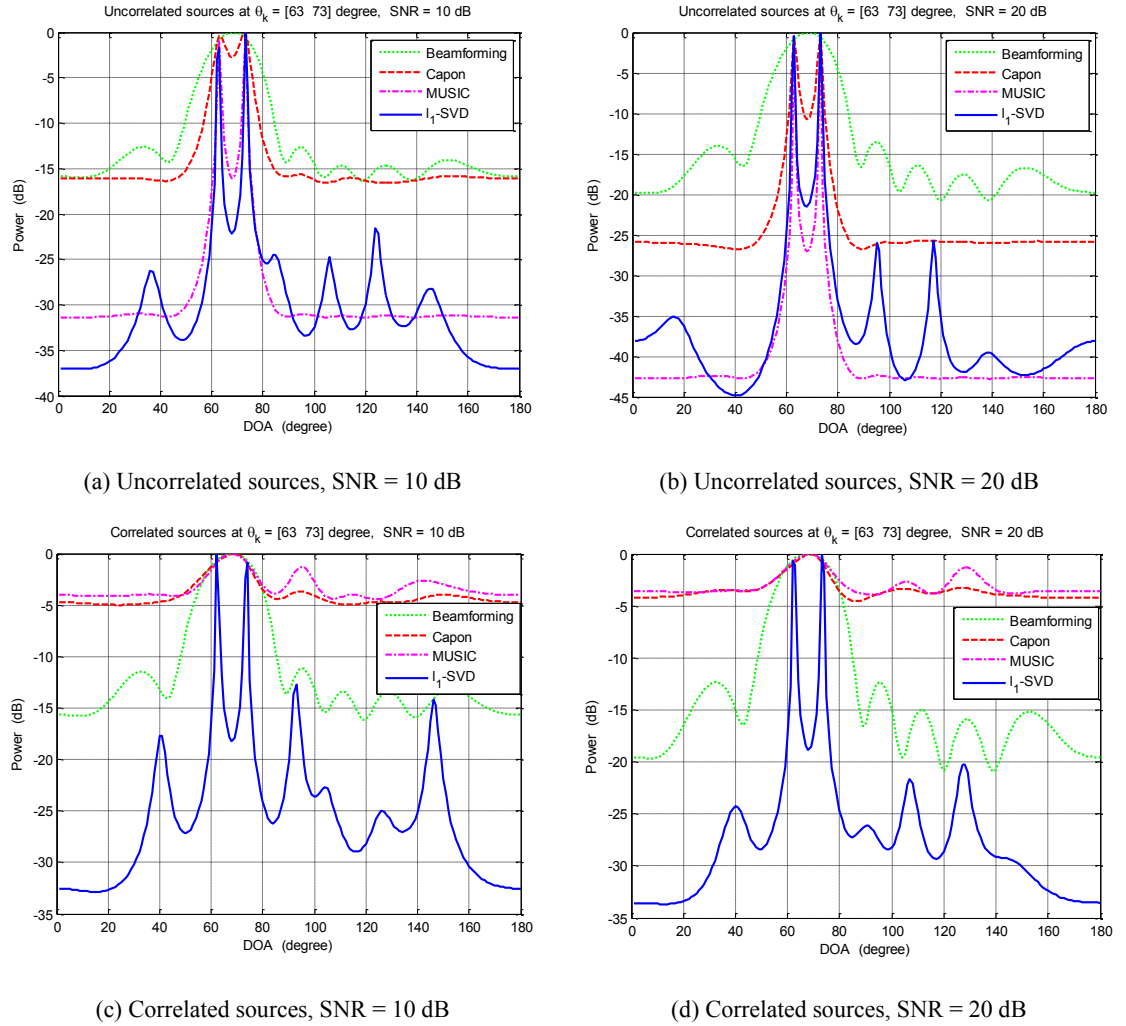 Uncorrelated sources at θk = [63 73] degree, SNR = 10 dB
0
-5
-10
-15
-20
-25
-30
-35
-40
Power (dB)
Beamforming
Capon
MUSIC
l1-SVD
0 20 40 60 80 100 120 140 160 180
DOA (degree)
(a) Uncorrelated sources, SNR = 10 dB
Uncorrelated sources at θk = [63 73] degree, SNR = 20 dB
0
-5
-10
-15
-20
-25
-30
-35
-40
-45
Power (dB)
Beamforming
Capon
MUSIC
l1-SVD
0 20 40 60 80 100 120 140 160 180
DOA (degree)
(b) Uncorrelated sources, SNR = 20 dB
Correlated sources at θk = [63 73] degree, SNR = 10 dB
0
-5
-10
-15
-20
-25
-30
-35
Power (dB)
Beamforming
Capon
MUSIC
l1-SVD
0 20 40 60 80 100 120 140 160 180
DOA (degree)
(c) Correlated sources, SNR = 10 dB
Correlated sources at θk = [63 73] degree, SNR = 20 dB
0
-5
-10
-15
-20
-25
-30
-35
Power (dB)
Beamforming
Capon
MUSIC
l1-SVD
0 20 40 60 80 100 120 140 160 180
DOA (degree)
(d) Correlated sources, SNR = 20 dB